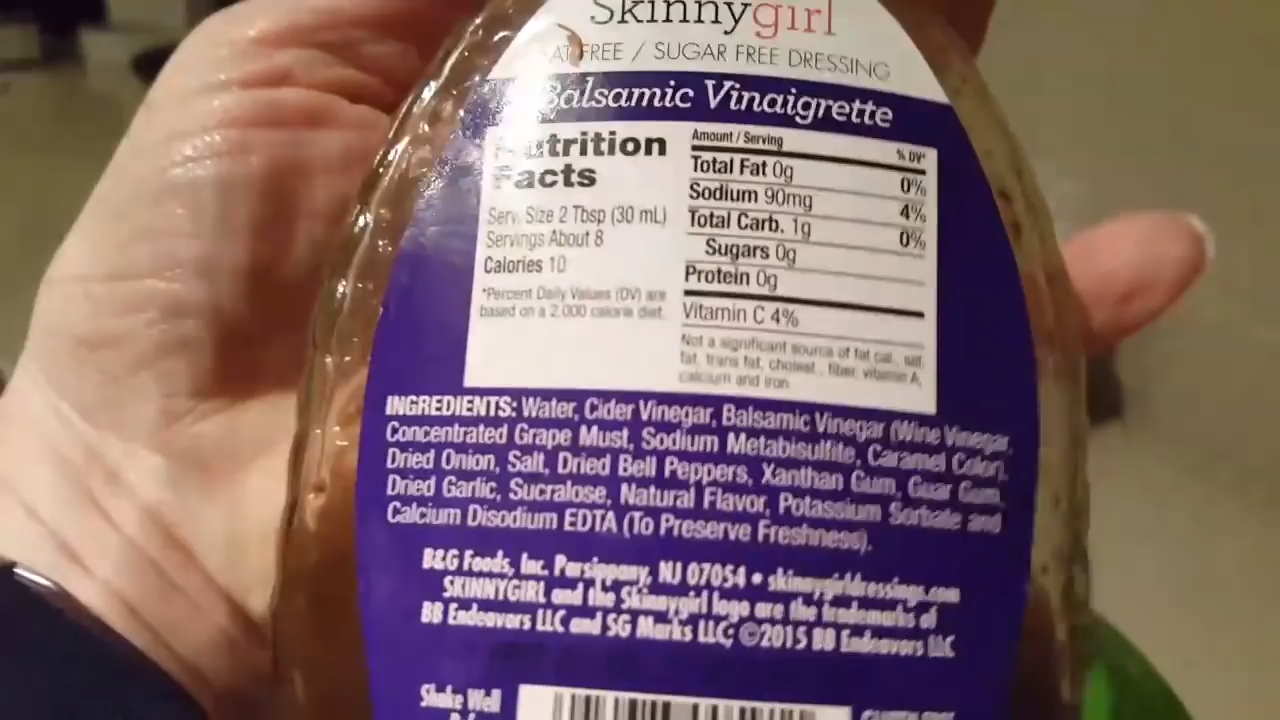 Skinnygirl
FAT FREE / SUGAR FREE DRESSING
Balsamic Vinaigrette
Nutrition
Facts
Serv. Size 2 Tbsp (30 mL)
Servings About 8
Calories 10
*Percent Daily Values (DV) are
based on a 2,000 calorie diet.
Amount / Serving
% DV*
Total Fat 0g 0%
Sodium 90mg 4%
Total Carb. 1g 0%
Sugars 0g
Protein 0g
Vitamin C 4%
Not a significant source of fat cal., sat.
fat, trans fat, cholest., fiber, vitamin A,
calcium and iron.
INGREDIENTS: Water, Cider Vinegar, Balsamic Vinegar (Wine Vinegar,
Concentrated Grape Must, Sodium Metabisulfite, Caramel Color),
Dried Onion, Salt, Dried Bell Peppers, Xanthan Gum, Guar Gum,
Dried Garlic, Sucralose, Natural Flavor, Potassium Sorbate and
Calcium Disodium EDTA (To Preserve Freshness).
B&G Foods, Inc. Parsippany, NJ 07054 • skinnygirldressings.com
SKINNYGIRL and the Skinnygirl logo are the trademarks of
BB Endeavors LLC and SG Marks LLC; ©2015 BB Endeavors LLC
Shake Well